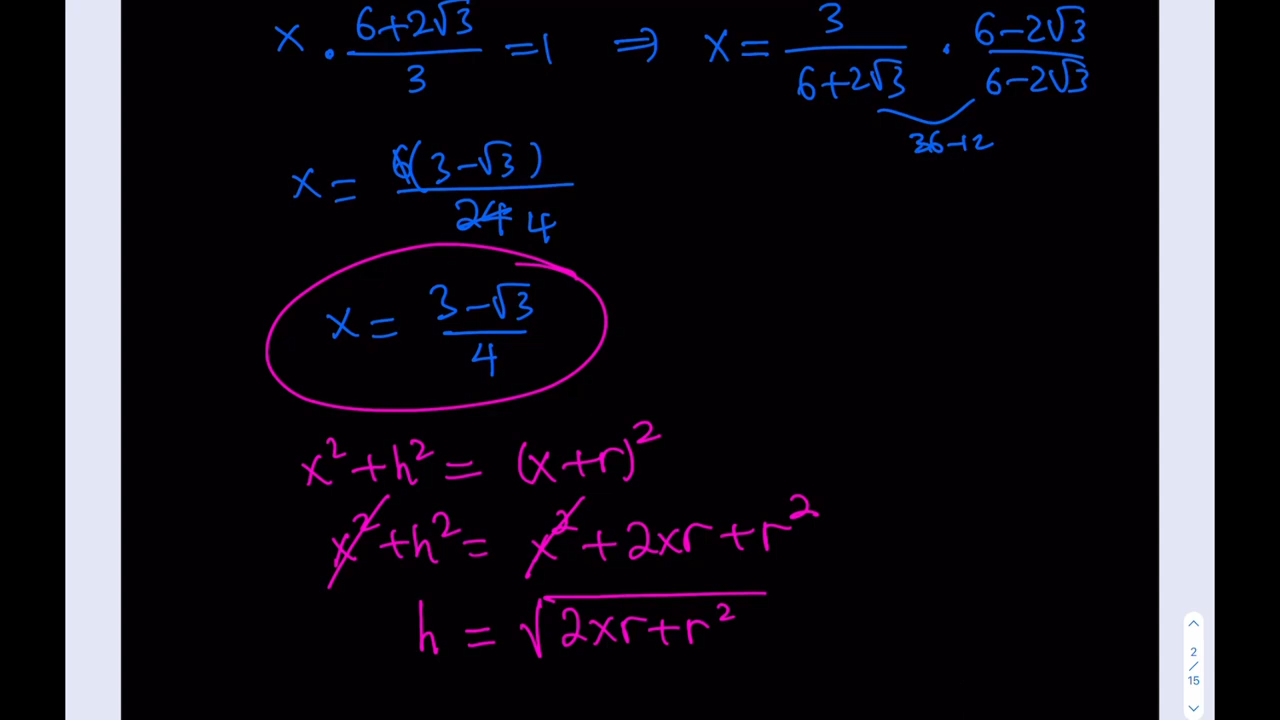 x · (6+2√3)/3 = 1 ⇒ x = 3/(6+2√3) · (6−2√3)/(6−2√3)
36−12
x = 6(3−√3)/24 4
x = (3−√3)/4
x² + h² = (x+r)²
x² + h² = x² + 2xr + r²
h = √(2xr+r²)
2
/
15